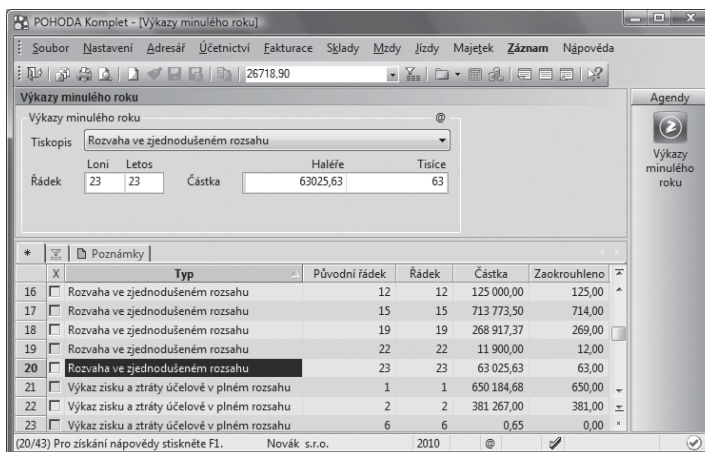 POHODA Komplet - [Výkazy minulého roku]
Soubor Nastavení Adresář Účetnictví Fakturace Sklady Mzdy Jízdy Majetek Záznam Nápověda
26718,90
Výkazy minulého roku
Agendy
Výkazy minulého roku @
Tiskopis Rozvaha ve zjednodušeném rozsahu
Loni Letos Haléře Tisíce
Řádek 23 23 Částka 63025,63 63
Výkazy
minulého
roku
* Poznámky
X Typ Původní řádek Řádek Částka Zaokrouhleno
16 Rozvaha ve zjednodušeném rozsahu 12 12 125 000,00 125,00
17 Rozvaha ve zjednodušeném rozsahu 15 15 713 773,50 714,00
18 Rozvaha ve zjednodušeném rozsahu 19 19 268 917,37 269,00
19 Rozvaha ve zjednodušeném rozsahu 22 22 11 900,00 12,00
20 Rozvaha ve zjednodušeném rozsahu 23 23 63 025,63 63,00
21 Výkaz zisku a ztráty účelově v plném rozsahu 1 1 650 184,68 650,00
22 Výkaz zisku a ztráty účelově v plném rozsahu 2 2 381 267,00 381,00
23 Výkaz zisku a ztráty účelově v plném rozsahu 6 6 0,65 0,00
(20/43) Pro získání nápovědy stiskněte F1. Novák s.r.o. 2010 @